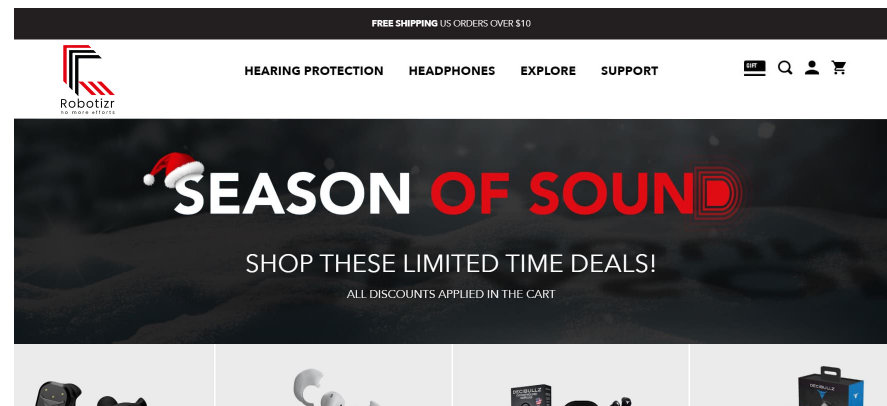 FREE SHIPPING US ORDERS OVER $10
Robotizr
no more efforts
HEARING PROTECTION HEADPHONES EXPLORE SUPPORT
GIFT
SEASON OF SOUND
SHOP THESE LIMITED TIME DEALS!
ALL DISCOUNTS APPLIED IN THE CART
DECIBULLZ
DECIBULLZ